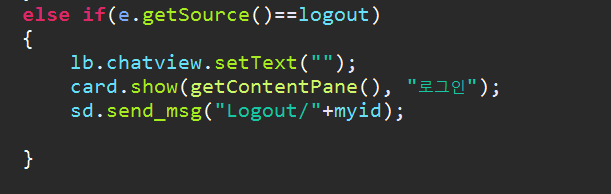 else if(e.getSource()==logout)
{
lb.chatview.setText("");
card.show(getContentPane(), "로그인");
sd.send_msg("Logout/"+myid);
}